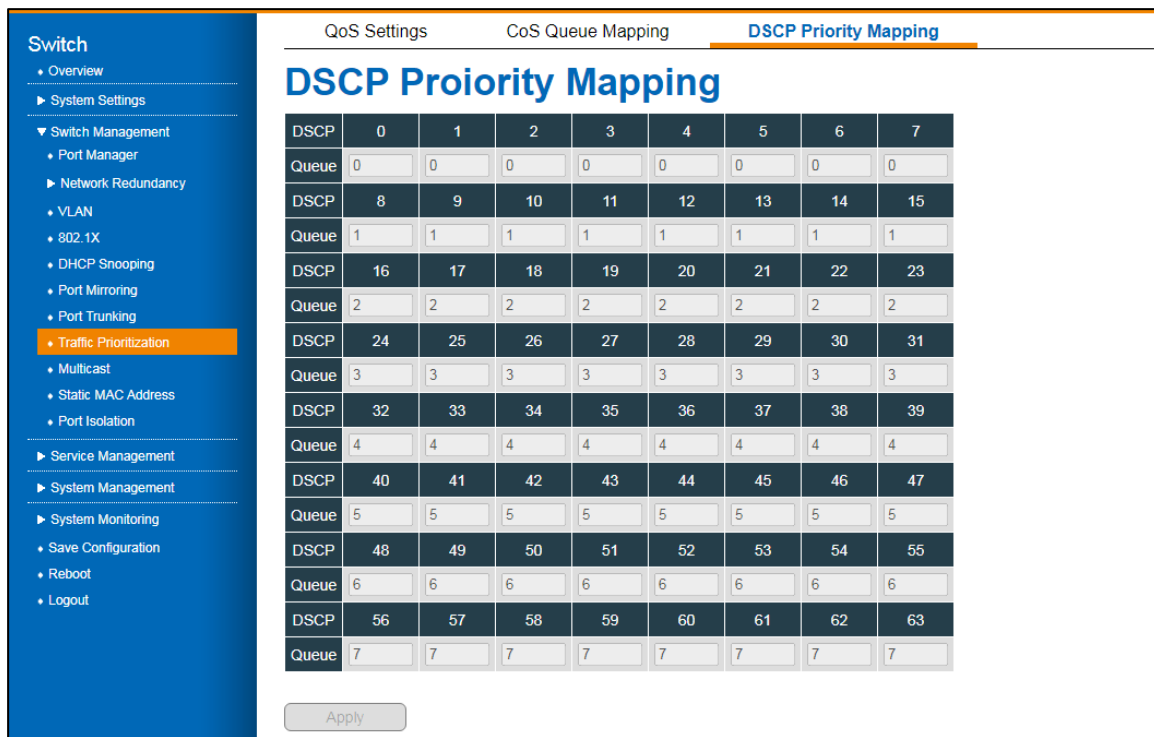 Switch
Overview
System Settings
Switch Management
Port Manager
Network Redundancy
VLAN
802.1X
DHCP Snooping
Port Mirroring
Port Trunking
Traffic Prioritization
Multicast
Static MAC Address
Port Isolation
Service Management
System Management
System Monitoring
Save Configuration
Reboot
Logout
QoS Settings CoS Queue Mapping DSCP Priority Mapping
DSCP Proiority Mapping
DSCP 0 1 2 3 4 5 6 7
Queue 0 0 0 0 0 0 0 0
DSCP 8 9 10 11 12 13 14 15
Queue 1 1 1 1 1 1 1 1
DSCP 16 17 18 19 20 21 22 23
Queue 2 2 2 2 2 2 2 2
DSCP 24 25 26 27 28 29 30 31
Queue 3 3 3 3 3 3 3 3
DSCP 32 33 34 35 36 37 38 39
Queue 4 4 4 4 4 4 4 4
DSCP 40 41 42 43 44 45 46 47
Queue 5 5 5 5 5 5 5 5
DSCP 48 49 50 51 52 53 54 55
Queue 6 6 6 6 6 6 6 6
DSCP 56 57 58 59 60 61 62 63
Queue 7 7 7 7 7 7 7 7
Apply